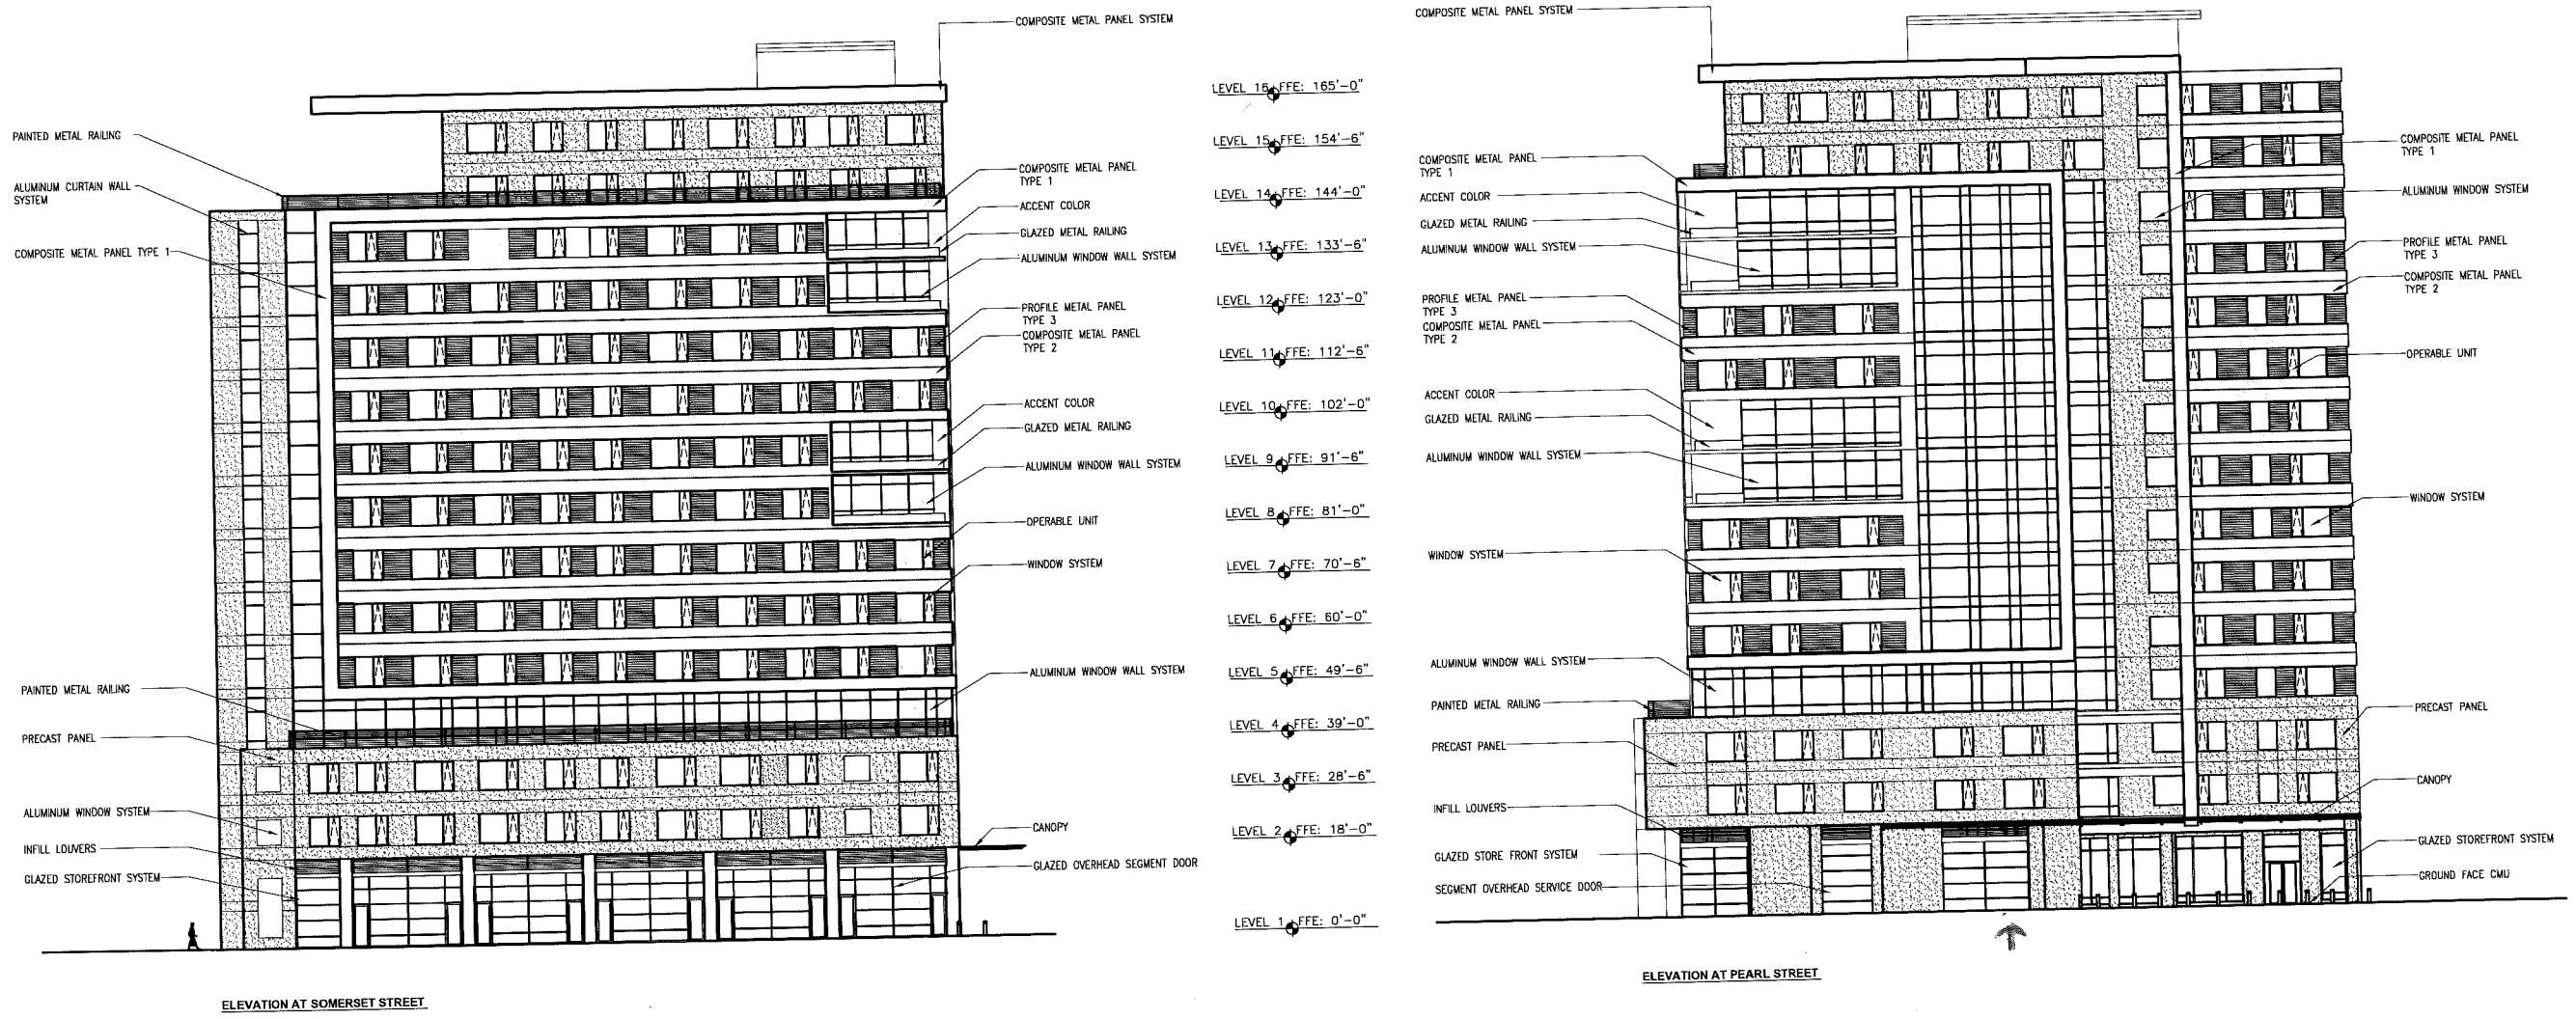 COMPOSITE METAL PANEL SYSTEM
PAINTED METAL RAILING
ALUMINUM CURTAIN WALL
SYSTEM
COMPOSITE METAL PANEL TYPE 1
PAINTED METAL RAILING
PRECAST PANEL
ALUMINUM WINDOW SYSTEM
INFILL LOUVERS
GLAZED STOREFRONT SYSTEM
COMPOSITE METAL PANEL
TYPE 1
ACCENT COLOR
GLAZED METAL RAILING
ALUMINUM WINDOW WALL SYSTEM
PROFILE METAL PANEL
TYPE 3
COMPOSITE METAL PANEL
TYPE 2
ACCENT COLOR
GLAZED METAL RAILING
ALUMINUM WINDOW WALL SYSTEM
OPERABLE UNIT
WINDOW SYSTEM
ALUMINUM WINDOW WALL SYSTEM
CANOPY
GLAZED OVERHEAD SEGMENT DOOR
ELEVATION AT SOMERSET STREET
LEVEL 16 FFE: 165'-0"
LEVEL 15 FFE: 154'-6"
LEVEL 14 FFE: 144'-0"
LEVEL 13 FFE: 133'-6"
LEVEL 12 FFE: 123'-0"
LEVEL 11 FFE: 112'-6"
LEVEL 10 FFE: 102'-0"
LEVEL 9 FFE: 91'-6"
LEVEL 8 FFE: 81'-0"
LEVEL 7 FFE: 70'-6"
LEVEL 6 FFE: 60'-0"
LEVEL 5 FFE: 49'-6"
LEVEL 4 FFE: 39'-0"
LEVEL 3 FFE: 28'-6"
LEVEL 2 FFE: 18'-0"
LEVEL 1 FFE: 0'-0"
COMPOSITE METAL PANEL SYSTEM
COMPOSITE METAL PANEL
TYPE 1
ACCENT COLOR
GLAZED METAL RAILING
ALUMINUM WINDOW WALL SYSTEM
PROFILE METAL PANEL
TYPE 3
COMPOSITE METAL PANEL
TYPE 2
ACCENT COLOR
GLAZED METAL RAILING
ALUMINUM WINDOW WALL SYSTEM
WINDOW SYSTEM
ALUMINUM WINDOW WALL SYSTEM
PAINTED METAL RAILING
PRECAST PANEL
INFILL LOUVERS
GLAZED STORE FRONT SYSTEM
SEGMENT OVERHEAD SERVICE DOOR
COMPOSITE METAL PANEL
TYPE 1
ALUMINUM WINDOW SYSTEM
PROFILE METAL PANEL
TYPE 3
COMPOSITE METAL PANEL
TYPE 2
OPERABLE UNIT
WINDOW SYSTEM
PRECAST PANEL
CANOPY
GLAZED STOREFRONT SYSTEM
GROUND FACE CMU
ELEVATION AT PEARL STREET